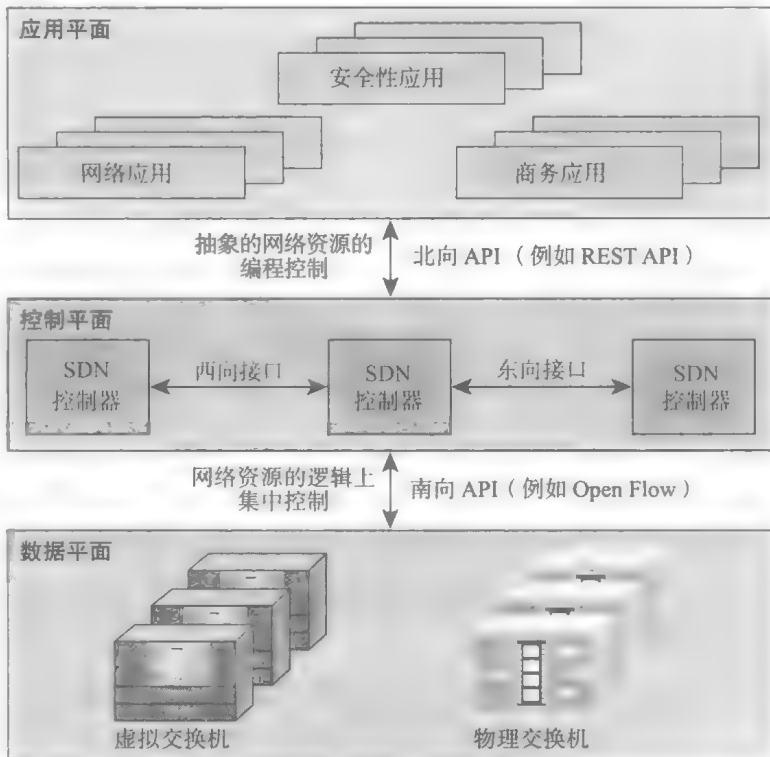 应用平面
安全性应用
网络应用
商务应用
抽象的网络资源的
编程控制
北向 API（例如 REST API）
控制平面
SDN
控制器
西向接口
SDN
控制器
东向接口
SDN
控制器
网络资源的逻辑上
集中控制
南向 API（例如 Open Flow）
数据平面
虚拟交换机
物理交换机